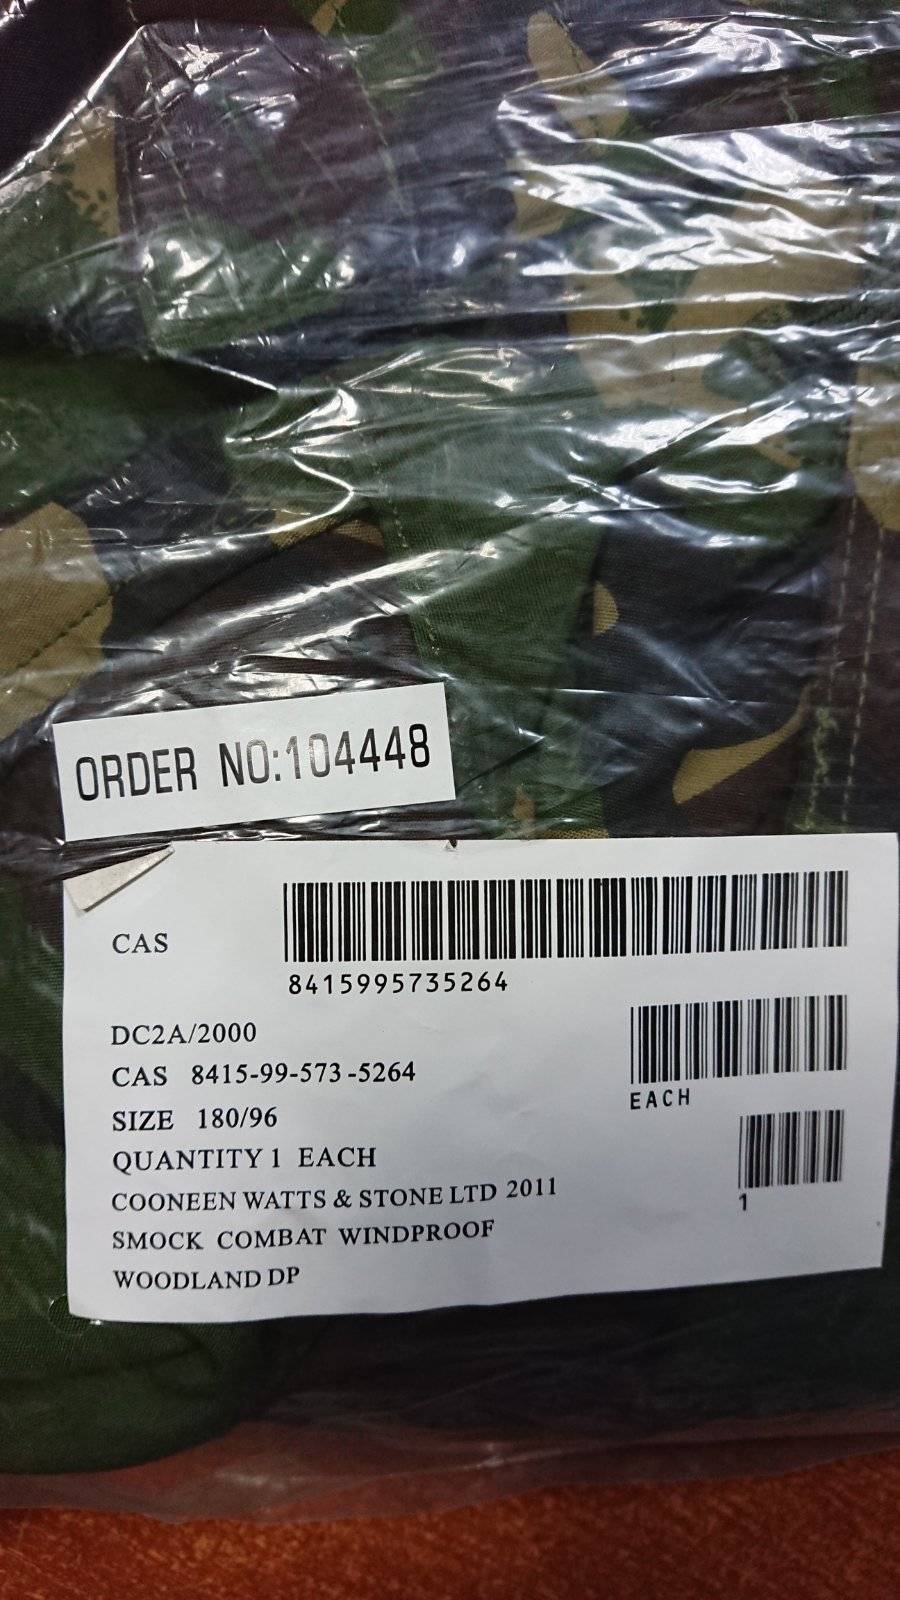 ORDER NO:104448
CAS
8415995735264
DC2A/2000
CAS 8415-99-573-5264
EACH
SIZE 180/96
QUANTITY 1 EACH
1
COONEEN WATTS & STONE LTD 2011
SMOCK COMBAT WINDPROOF
WOODLAND DP